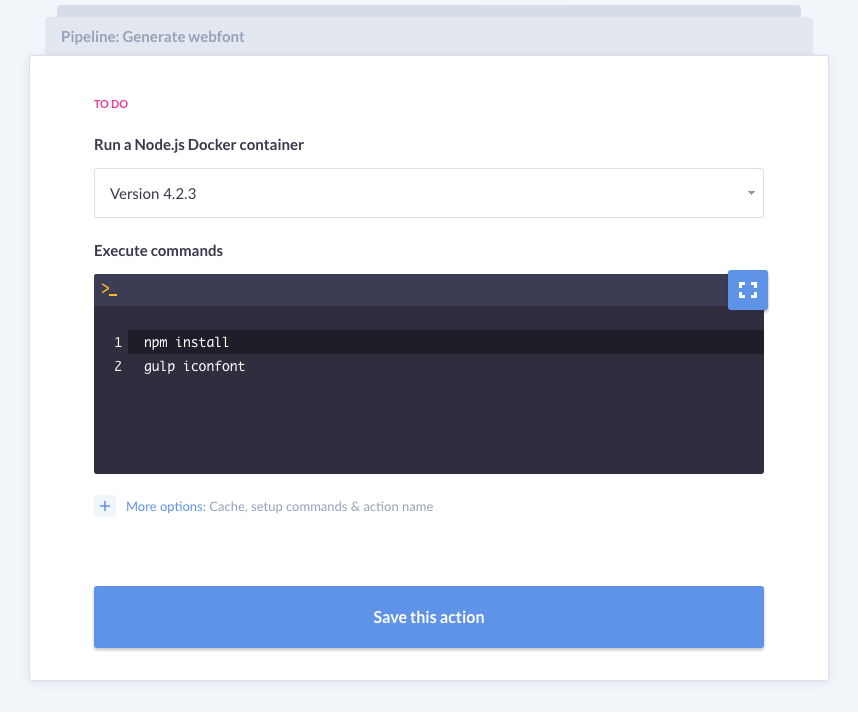 Pipeline: Generate webfont
TO DO
Run a Node.js Docker container
Version 4.2.3
Execute commands
>_
1 npm install
2 gulp iconfont
+ More options: Cache, setup commands & action name
Save this action